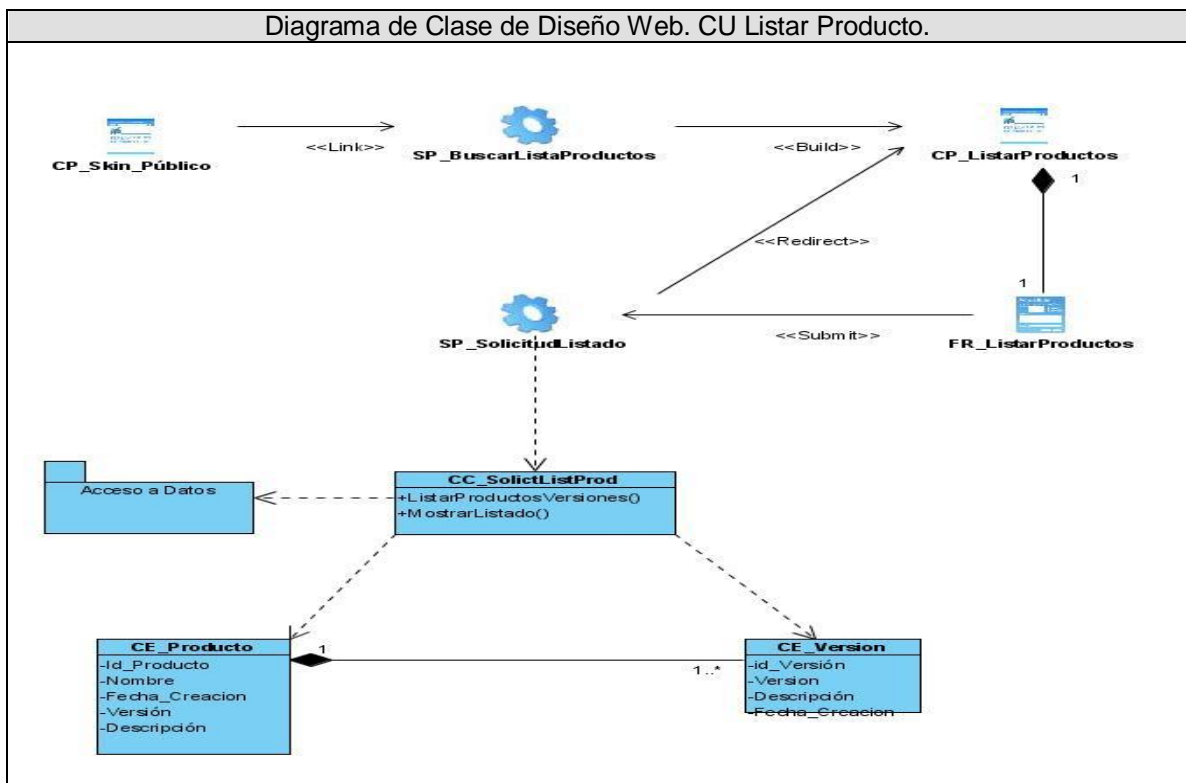 Diagrama de Clase de Diseño Web. CU Listar Producto.
CP_Skin_Público
<<Link>>
SP_BuscarListaProductos
<<Build>>
CP_ListarProductos
1
<<Redirect>>
1
SP_SolicitudListado
<<Submit>>
FR_ListarProductos
Acceso a Datos
CC_SolictListProd
+ListarProductosVersiones()
+MostrarListado()
CE_Producto
-Id_Producto
-Nombre
-Fecha_Creacion
-Versión
-Descripción
1
1..*
CE_Version
-id_Versión
-Version
-Descripción
-Fecha_Creacion